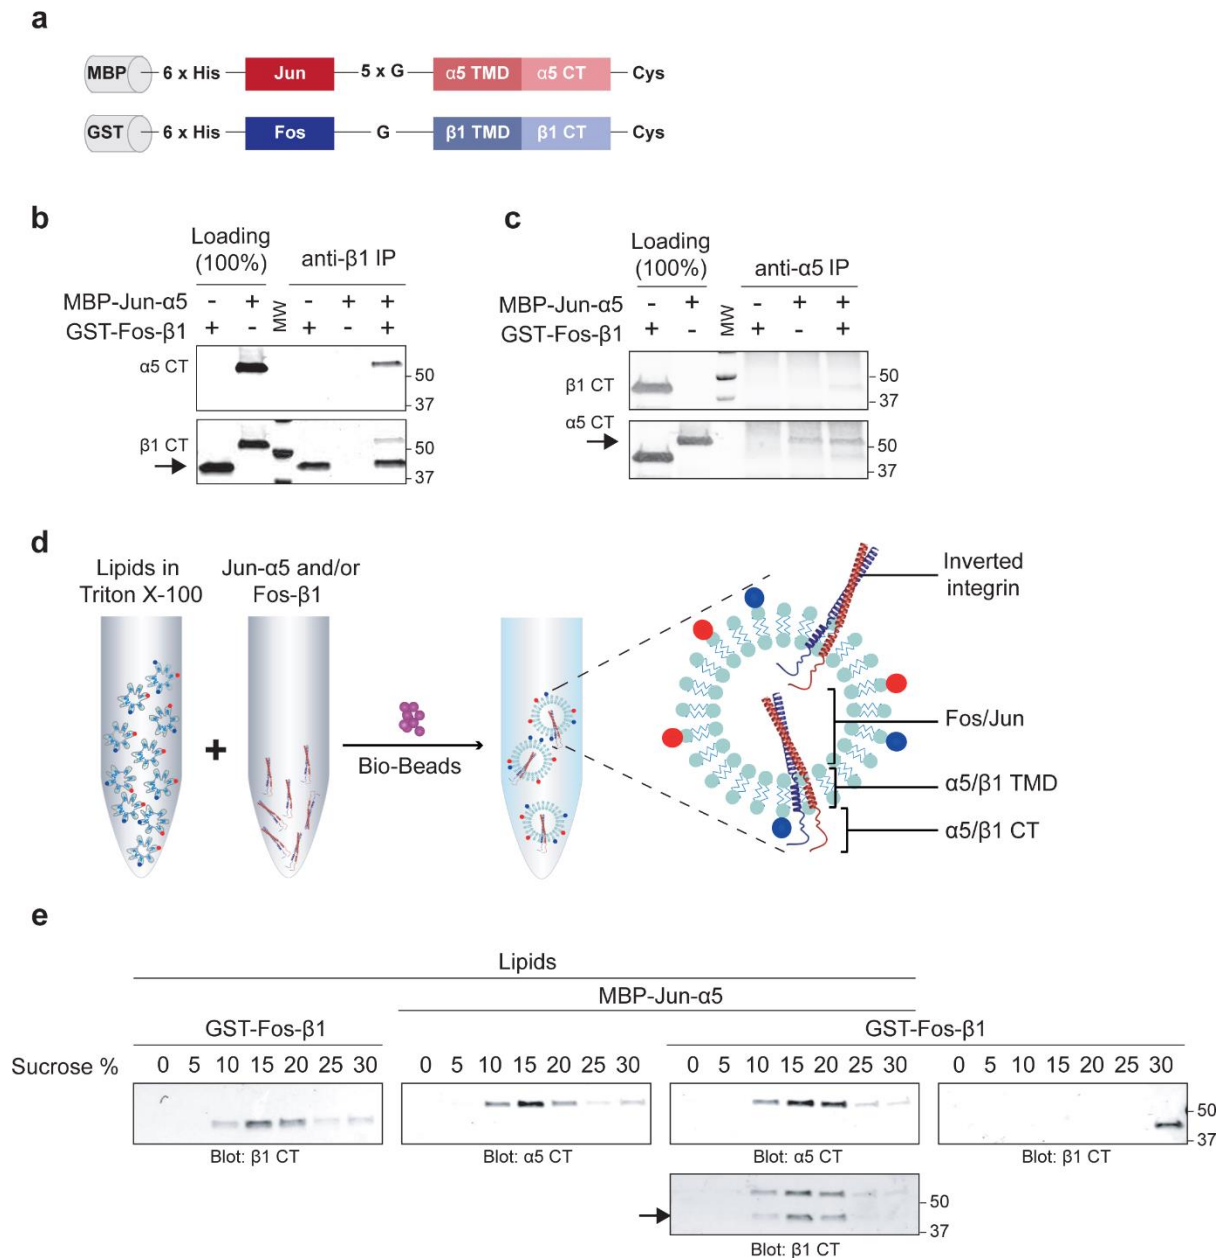 a
MBP 6 x His Jun 5 x G α5 TMD α5 CT Cys
GST 6 x His Fos G β1 TMD β1 CT Cys
b
Loading
(100%)
anti-β1 IP
MBP-Jun-α5 - + MW - + +
GST-Fos-β1 + - + - +
α5 CT
50
37
β1 CT
50
37
c
Loading
(100%)
anti-α5 IP
MBP-Jun-α5 - + MW - + +
GST-Fos-β1 + - + - +
β1 CT
50
37
α5 CT
50
37
d
Lipids in
Triton X-100
+
Jun-α5 and/or
Fos-β1
Bio-Beads
Inverted
integrin
Fos/Jun
α5/β1 TMD
α5/β1 CT
e
Lipids
MBP-Jun-α5
GST-Fos-β1 GST-Fos-β1
Sucrose % 0 5 10 15 20 25 30 0 5 10 15 20 25 30 0 5 10 15 20 25 30 0 5 10 15 20 25 30
50
37
Blot: β1 CT Blot: α5 CT Blot: α5 CT Blot: β1 CT
50
37
Blot: β1 CT